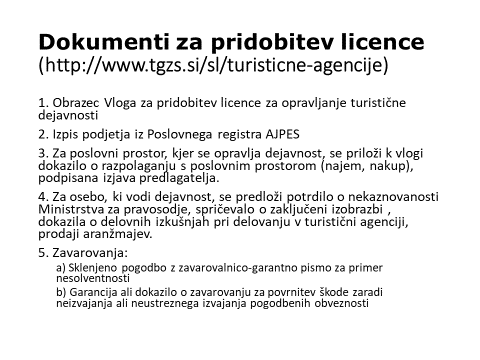 Dokumenti za pridobitev licence
(http://www.tgzs.si/sl/turisticne-agencije)
1. Obrazec Vloga za pridobitev licence za opravljanje turistične
dejavnosti
2. Izpis podjetja iz Poslovnega registra AJPES
3. Za poslovni prostor, kjer se opravlja dejavnost, se priloži k vlogi
dokazilo o razpolaganju s poslovnim prostorom (najem, nakup),
podpisana izjava predlagatelja.
4. Za osebo, ki vodi dejavnost, se predloži potrdilo o nekaznovanosti
Ministrstva za pravosodje, spričevalo o zaključeni izobrazbi ,
dokazila o delovnih izkušnjah pri delovanju v turistični agenciji,
prodaji aranžmajev.
5. Zavarovanja:
a) Sklenjeno pogodbo z zavarovalnico-garantno pismo za primer
nesolventnosti
b) Garancija ali dokazilo o zavarovanju za povrnitev škode zaradi
neizvajanja ali neustreznega izvajanja pogodbenih obveznosti